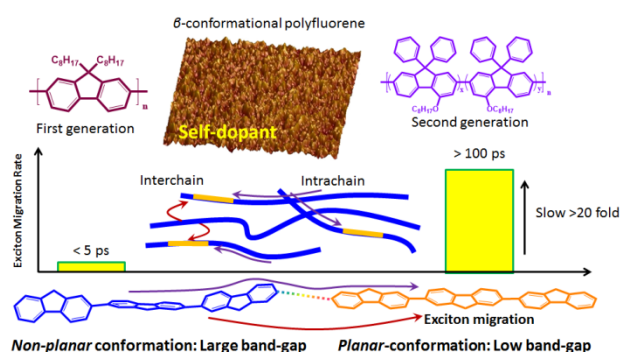 β-conformational polyfluorene
C8H17 C8H17
n
First generation
Self-dopant
x y n
C8H17O OC8H17
Second generation
Exciton Migration Rate
> 100 ps
Interchain
Intrachain
Slow >20 fold
< 5 ps
Exciton migration
Non-planar conformation: Large band-gap
Planar-conformation: Low band-gap